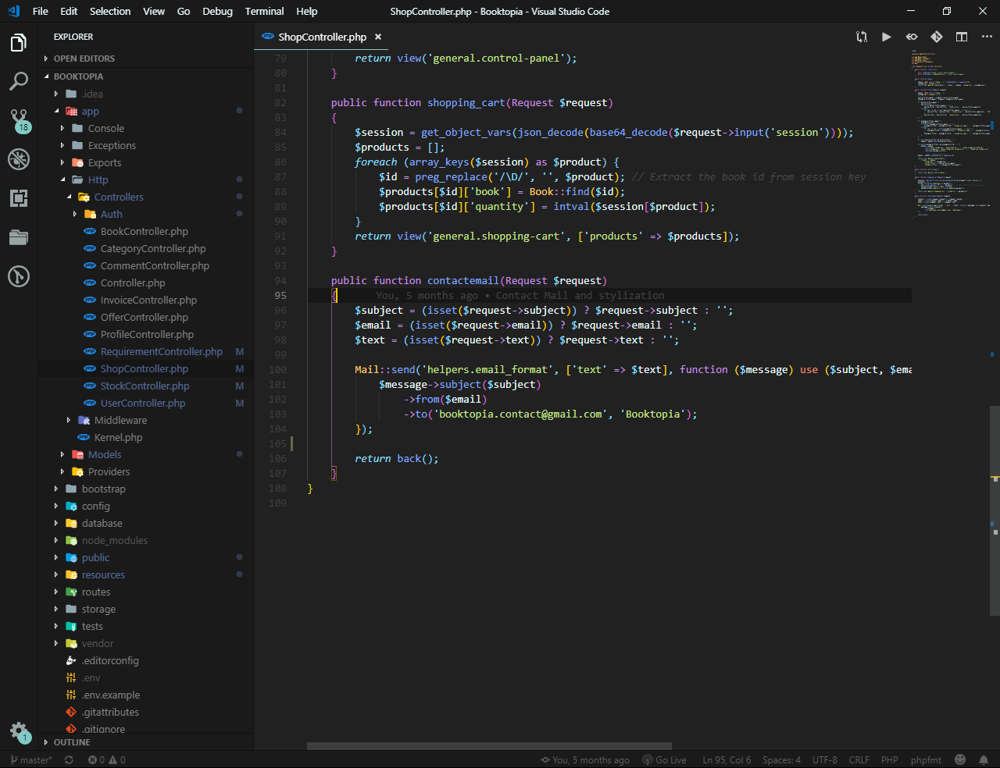 File Edit Selection View Go Debug Terminal Help ShopController.php - Booktopia - Visual Studio Code
EXPLORER
OPEN EDITORS
BOOKTOPIA
.idea
app
Console
Exceptions
Exports
Http
Controllers
Auth
BookController.php
CategoryController.php
CommentController.php
Controller.php
InvoiceController.php
OfferController.php
ProfileController.php
RequirementController.php M
ShopController.php M
StockController.php M
UserController.php M
Middleware
Kernel.php
Models
Providers
bootstrap
config
database
node_modules
public
resources
routes
storage
tests
vendor
.editorconfig
.env
.env.example
.gitattributes
.gitignore
OUTLINE
18
1
ShopController.php ×
79 return view('general.control-panel');
80 }
81
82 public function shopping_cart(Request $request)
83 {
84 $session = get_object_vars(json_decode(base64_decode($request->input('session'))));
85 $products = [];
86 foreach (array_keys($session) as $product) {
87 $id = preg_replace('/\D/', '', $product); // Extract the book id from session key
88 $products[$id]['book'] = Book::find($id);
89 $products[$id]['quantity'] = intval($session[$product]);
90 }
91 return view('general.shopping-cart', ['products' => $products]);
92 }
93
94 public function contactemail(Request $request)
95 { You, 5 months ago • Contact Mail and stylization
96 $subject = (isset($request->subject)) ? $request->subject : '';
97 $email = (isset($request->email)) ? $request->email : '';
98 $text = (isset($request->text)) ? $request->text : '';
99
100 Mail::send('helpers.email_format', ['text' => $text], function ($message) use ($subject, $ema
101 $message->subject($subject)
102 ->from($email)
103 ->to('booktopia.contact@gmail.com', 'Booktopia');
104 });
105
106 return back();
107 }
108 }
109
master* 0 0 You, 5 months ago Go Live Ln 95, Col 6 Spaces: 4 UTF-8 CRLF PHP phpfmt